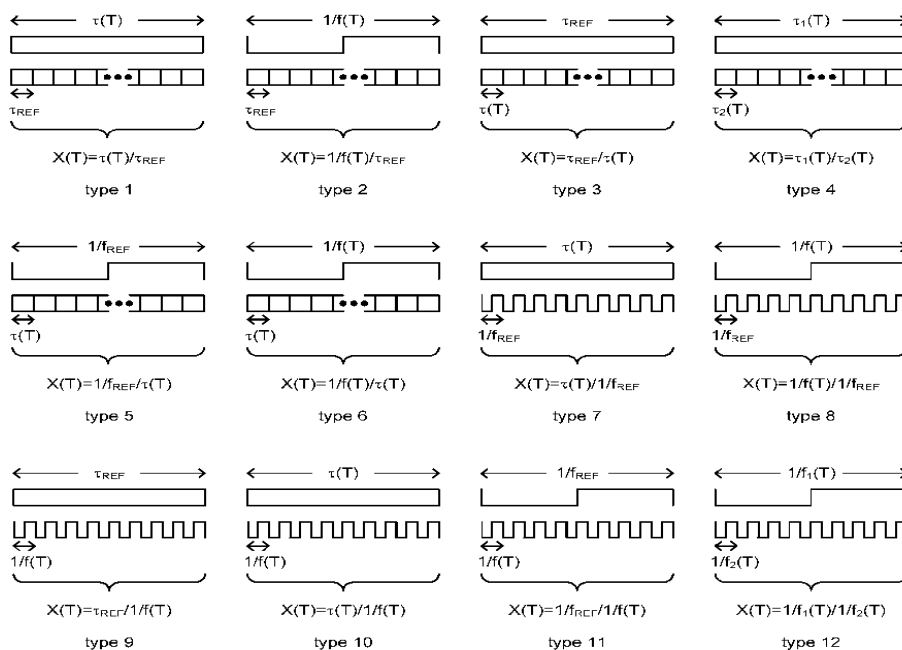 τ(T)
τREF
X(T)=τ(T)/τREF
type 1
1/f(T)
τREF
X(T)=1/f(T)/τREF
type 2
τREF
τ(T)
X(T)=τREF/τ(T)
type 3
τ1(T)
τ2(T)
X(T)=τ1(T)/τ2(T)
type 4
1/fREF
τ(T)
X(T)=1/fREF/τ(T)
type 5
1/f(T)
τ(T)
X(T)=1/f(T)/τ(T)
type 6
τ(T)
1/fREF
X(T)=τ(T)/1/fREF
type 7
1/f(T)
1/fREF
X(T)=1/f(T)/1/fREF
type 8
τREF
1/f(T)
X(T)=τREF/1/f(T)
type 9
τ(T)
1/f(T)
X(T)=τ(T)/1/f(T)
type 10
1/fREF
1/f(T)
X(T)=1/fREF/1/f(T)
type 11
1/f1(T)
1/f2(T)
X(T)=1/f1(T)/1/f2(T)
type 12